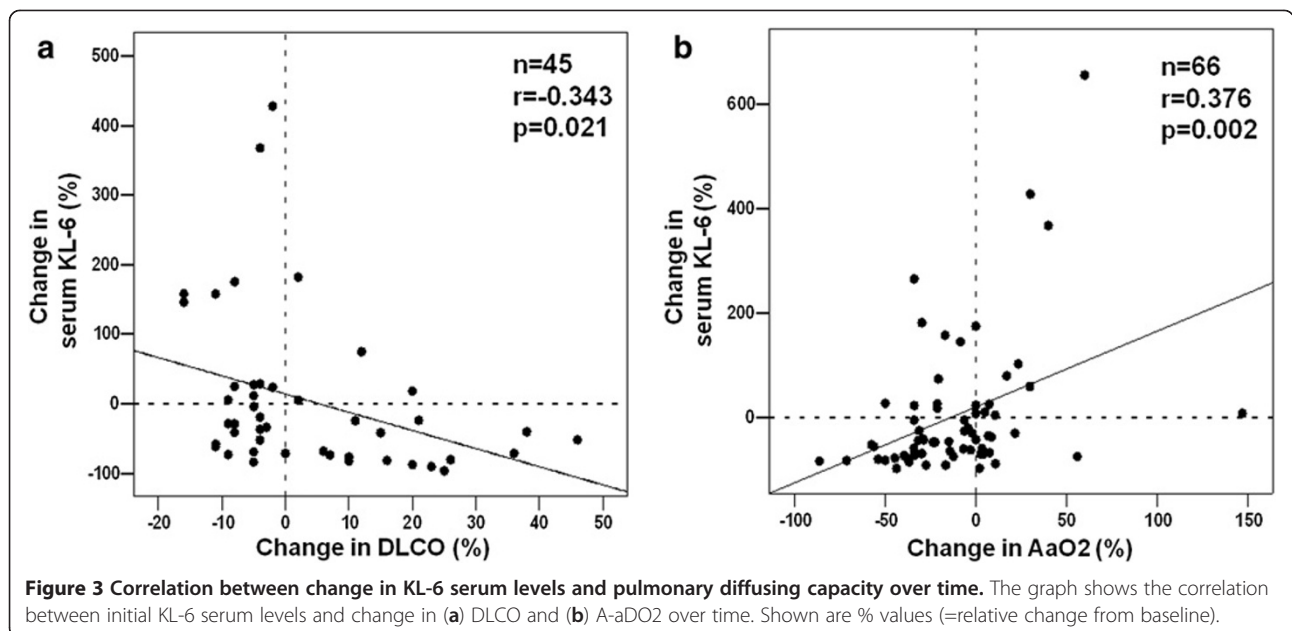 a
500
400
300
200
100
0
-100
Change in
serum KL-6 (%)
n=45
r=-0.343
p=0.021
-20 -10 0 10 20 30 40 50
Change in DLCO (%)
b
600
400
200
0
Change in
serum KL-6 (%)
n=66
r=0.376
p=0.002
-100 -50 0 50 100 150
Change in AaO2 (%)
Figure 3 Correlation between change in KL-6 serum levels and pulmonary diffusing capacity over time. The graph shows the correlation
between initial KL-6 serum levels and change in (a) DLCO and (b) A-aDO2 over time. Shown are % values (=relative change from baseline).